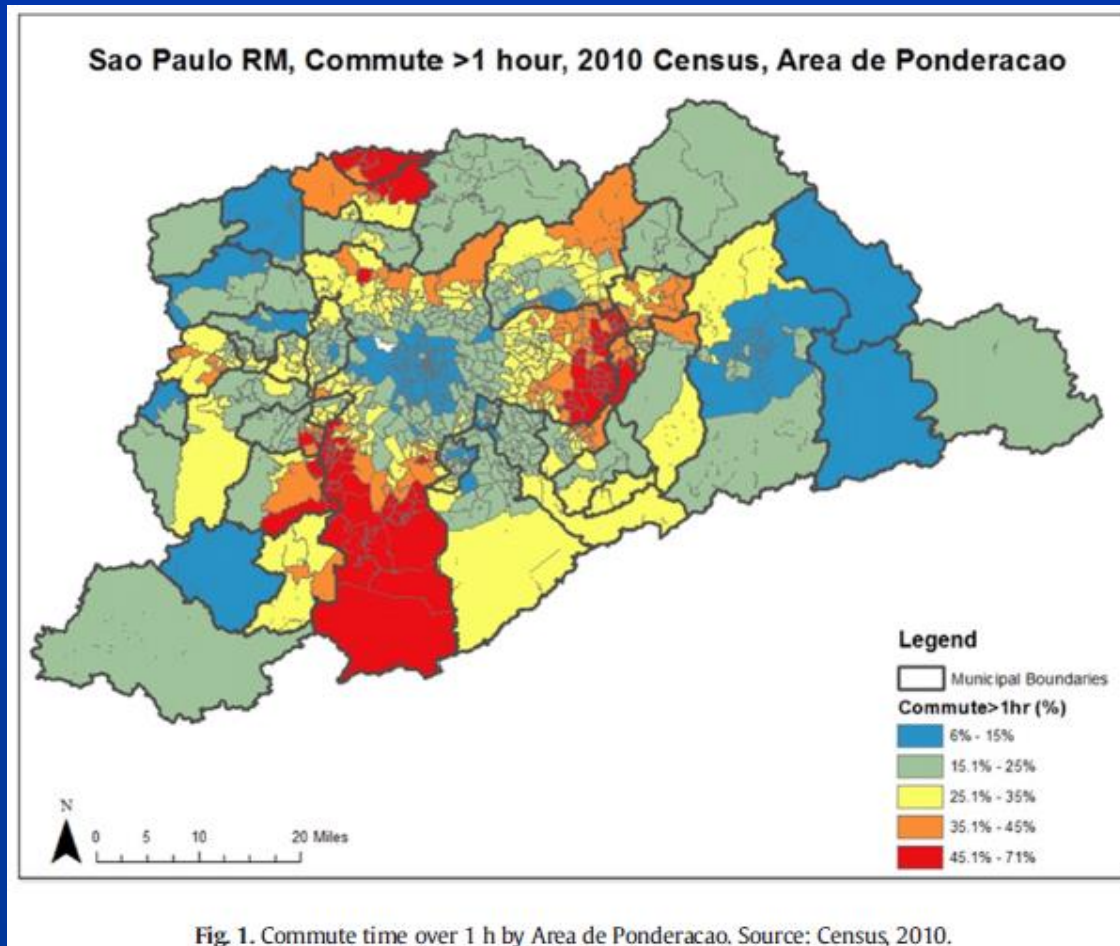 Sao Paulo RM, Commute >1 hour, 2010 Census, Area de Ponderacao
Legend
Municipal Boundaries
Commute>1hr (%)
6% - 15%
15.1% - 25%
25.1% - 35%
35.1% - 45%
45.1% - 71%
N
0 5 10 20 Miles
Fig. 1. Commute time over 1 h by Area de Ponderacao. Source: Census, 2010.